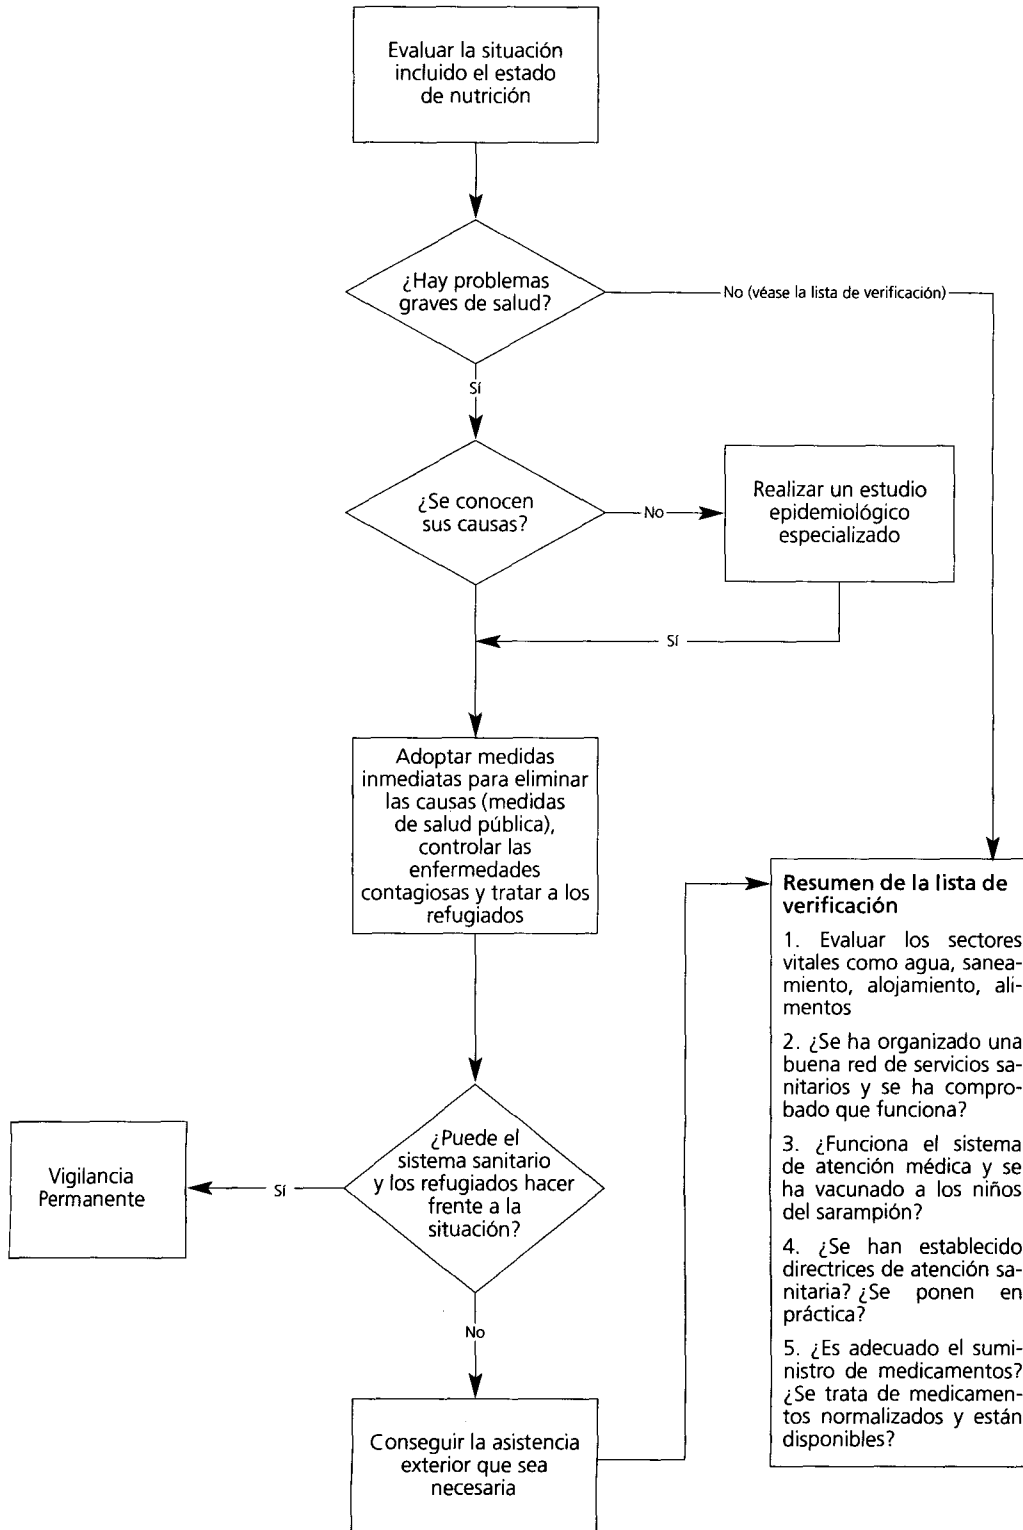 Evaluar la situación
incluido el estado
de nutrición
¿Hay problemas
graves de salud?
No (véase la lista de verificación)
Sí
¿Se conocen
sus causas?
No
Realizar un estudio
epidemiológico
especializado
Sí
Adoptar medidas
inmediatas para eliminar
las causas (medidas
de salud pública),
controlar las
enfermedades
contagiosas y tratar a los
refugiados
¿Puede el
sistema sanitario
y los refugiados hacer
frente a la
situación?
Sí
Vigilancia
Permanente
No
Conseguir la asistencia
exterior que sea
necesaria
Resumen de la lista de
verificación
1. Evaluar los sectores
vitales como agua, sanea-
miento, alojamiento, ali-
mentos
2. ¿Se ha organizado una
buena red de servicios sa-
nitarios y se ha compro-
bado que funciona?
3. ¿Funciona el sistema
de atención médica y se
ha vacunado a los niños
del sarampión?
4. ¿Se han establecido
directrices de atención sa-
nitaria? ¿Se ponen en
práctica?
5. ¿Es adecuado el sumi-
nistro de medicamentos?
¿Se trata de medicamen-
tos normalizados y están
disponibles?